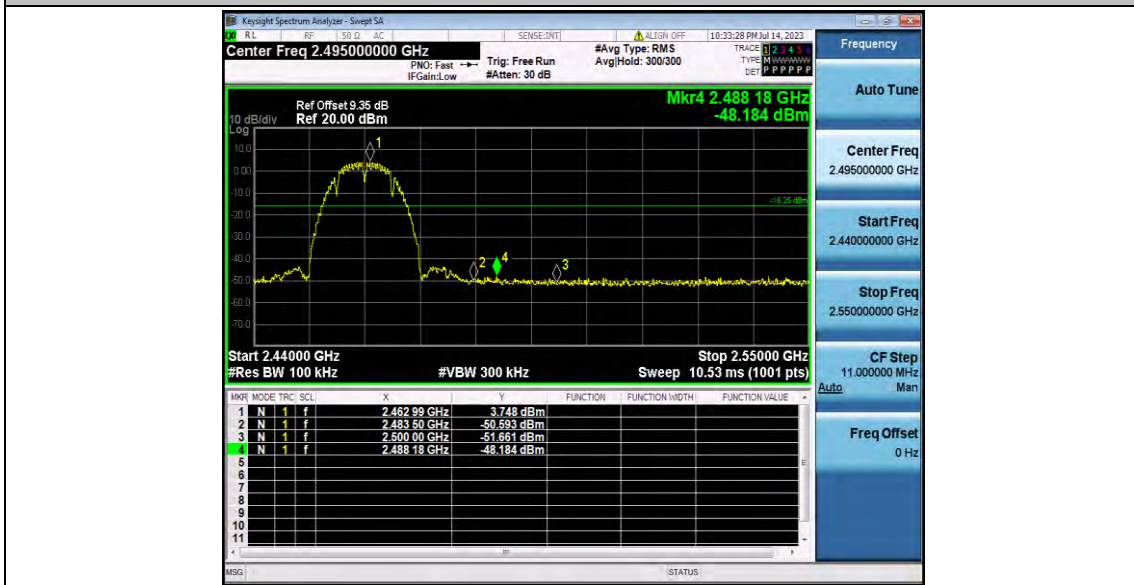 Keysight Spectrum Analyzer - Swept SA
RL RF 50 Ω AC SENSE:INT ALIGN OFF 10:33:28 PM Jul 14, 2023
Center Freq 2.495000000 GHz
PNO: Fast
IFGain:Low
Trig: Free Run
#Atten: 30 dB
#Avg Type: RMS
Avg|Hold: 300/300
TRACE 1 2 3 4 5 6
TYPE M WWWWW
DET P P P P P P
Ref Offset 9.35 dB
Ref 20.00 dBm
10 dB/div
Log
Mkr4 2.488 18 GHz
-48.184 dBm
10.0
0.00
-10.0
-20.0
-30.0
-40.0
-50.0
-60.0
-70.0
1
2
4
3
-16.25 dBm
Start 2.44000 GHz
Stop 2.55000 GHz
#Res BW 100 kHz
#VBW 300 kHz
Sweep 10.53 ms (1001 pts)
MKR MODE TRC SCL X Y FUNCTION FUNCTION WIDTH FUNCTION VALUE
1 N 1 f 2.462 99 GHz 3.748 dBm
2 N 1 f 2.483 50 GHz -50.593 dBm
3 N 1 f 2.500 00 GHz -51.661 dBm
4 N 1 f 2.488 18 GHz -48.184 dBm
5
6
7
8
9
10
11
MSG
STATUS
Frequency
Auto Tune
Center Freq
2.495000000 GHz
Start Freq
2.440000000 GHz
Stop Freq
2.550000000 GHz
CF Step
11.000000 MHz
Auto Man
Freq Offset
0 Hz